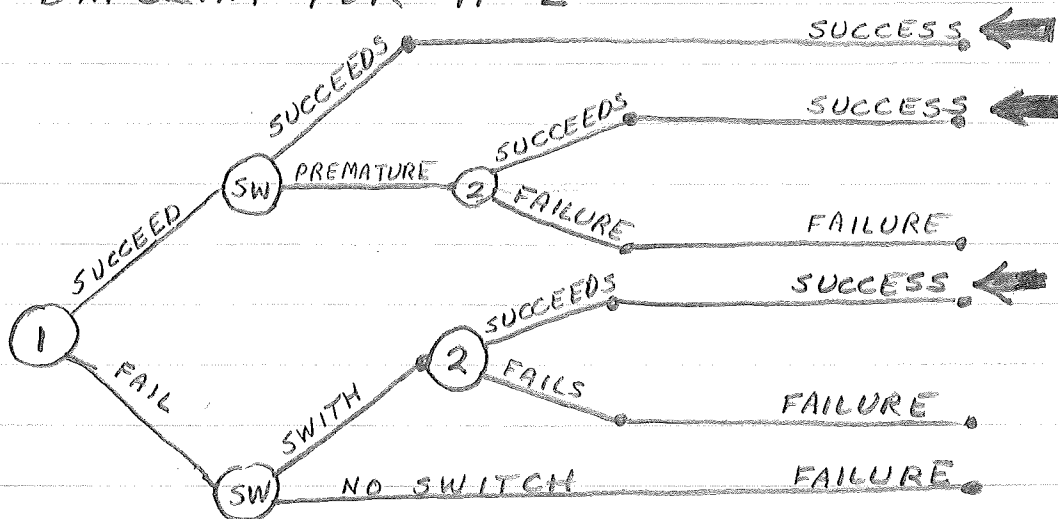 FOR A 2
SUCCEEDS SUCCESS
SUCCEEDS SUCCESS
SW PREMATURE 2
FAILURE FAILURE
SUCCEED
SUCCEEDS SUCCESS
1 2
FAIL SWITH FAILS FAILURE
SW NO SWITCH FAILURE